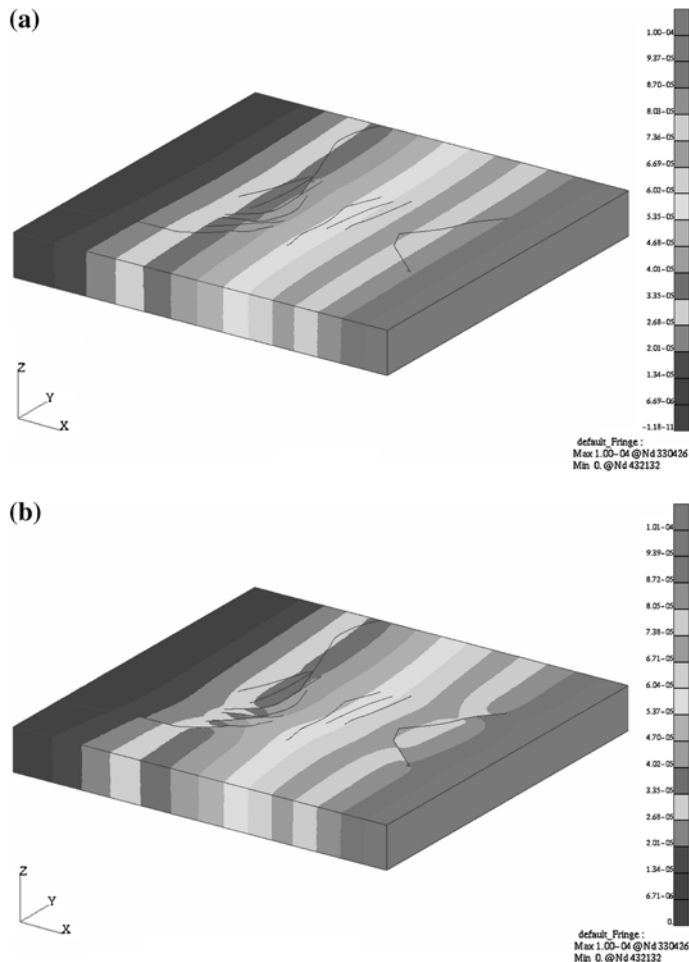 (a)
1.00-04
9.37-05
8.70-05
8.03-05
7.36-05
6.69-05
6.02-05
5.35-05
4.68-05
4.01-05
3.35-05
2.68-05
2.01-05
1.34-05
6.69-06
-1.18-11
Z
Y
X
default_Fringe :
Max 1.00-04 @Nd 330426
Min 0. @Nd 432132
(b)
1.01-04
9.39-05
8.72-05
8.05-05
7.38-05
6.71-05
6.04-05
5.37-05
4.70-05
4.02-05
3.35-05
2.68-05
2.01-05
1.34-05
6.71-06
0.
Z
Y
X
default_Fringe :
Max 1.00-04 @Nd 330426
Min 0. @Nd 432132